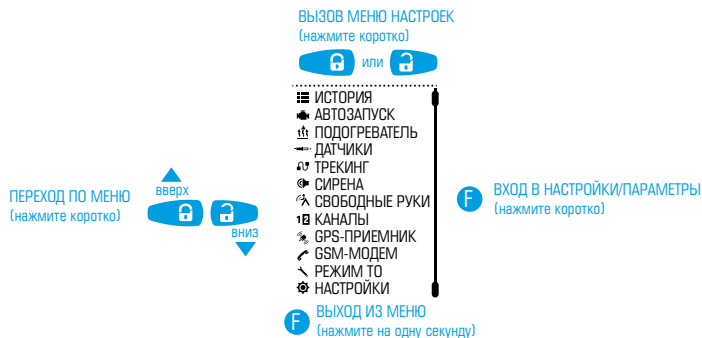 ВЫЗОВ МЕНЮ НАСТРОЕК
(нажмите коротко)
или
ИСТОРИЯ
АВТОЗАПУСК
ПОДОГРЕВАТЕЛЬ
ДАТЧИКИ
ТРЕКИНГ
СИРЕНА
СВОБОДНЫЕ РУКИ
12 КАНАЛЫ
GPS-ПРИЕМНИК
GSM-МОДЕМ
РЕЖИМ ТО
НАСТРОЙКИ
ПЕРЕХОД ПО МЕНЮ
(нажмите коротко)
вверх
вниз
F ВХОД В НАСТРОЙКИ/ПАРАМЕТРЫ
(нажмите коротко)
F ВЫХОД ИЗ МЕНЮ
(нажмите на одну секунду)